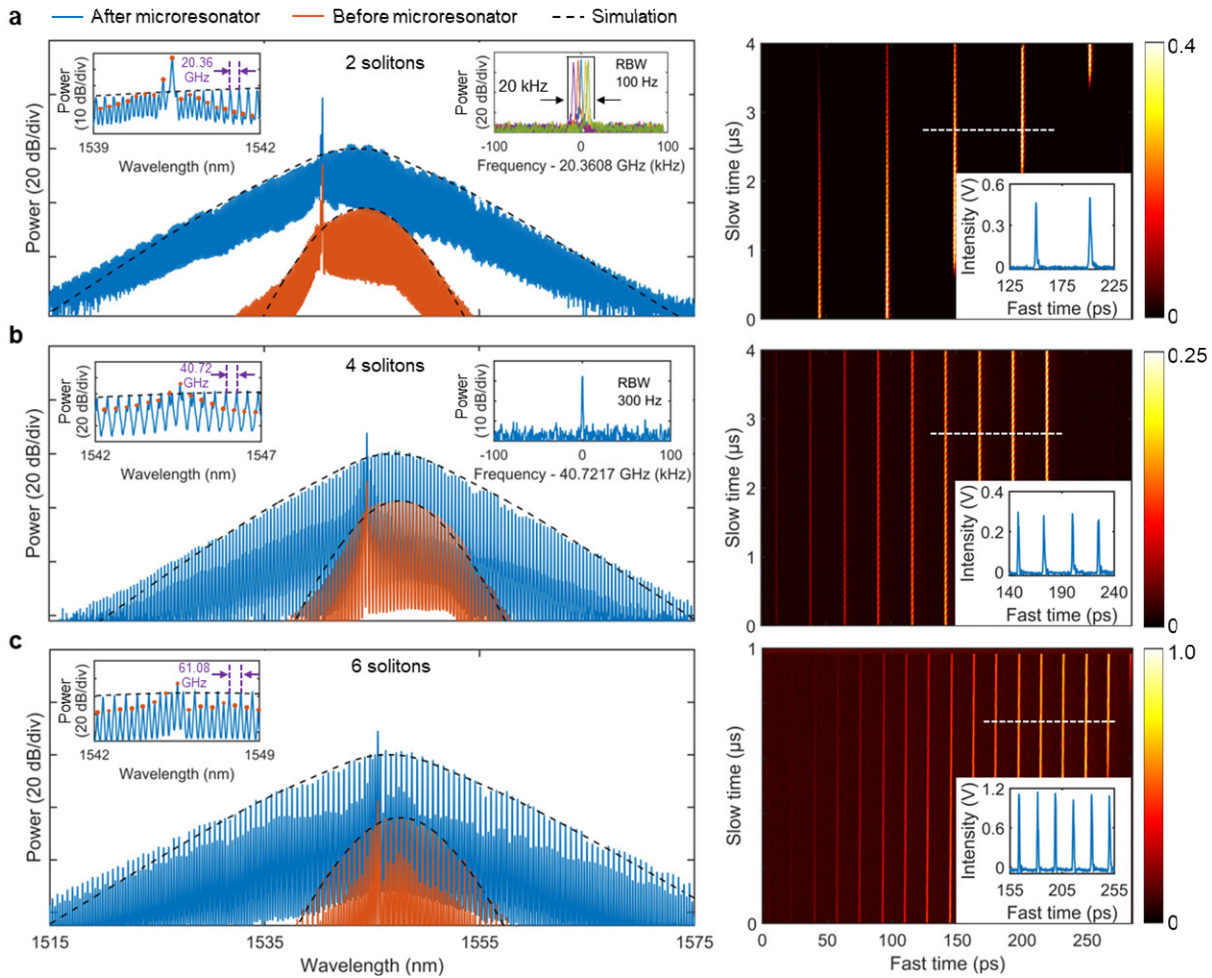 a
After microresonator
Before microresonator
Simulation
2 solitons
Power (20 dB/div)
Power
(10 dB/div)
20.36
GHz
1539
1542
Wavelength (nm)
Power
(20 dB/div)
20 kHz
RBW
100 Hz
-100
0
100
Frequency - 20.3608 GHz (kHz)
Slow time (µs)
4
3
2
1
0
Intensity (V)
0.6
0.3
0
125
175
225
Fast time (ps)
0.4
0
b
4 solitons
Power (20 dB/div)
Power
(20 dB/div)
40.72
GHz
1542
1547
Wavelength (nm)
Power
(10 dB/div)
RBW
300 Hz
-100
0
100
Frequency - 40.7217 GHz (kHz)
Slow time (µs)
4
3
2
1
0
Intensity (V)
0.4
0.2
0
140
190
240
Fast time (ps)
0.25
0
c
6 solitons
Power (20 dB/div)
Power
(20 dB/div)
61.08
GHz
1542
1549
Wavelength (nm)
1515
1535
1555
1575
Wavelength (nm)
Slow time (µs)
1
0
Intensity (V)
1.2
0.6
0
155
205
255
Fast time (ps)
0
50
100
150
200
250
Fast time (ps)
1.0
0